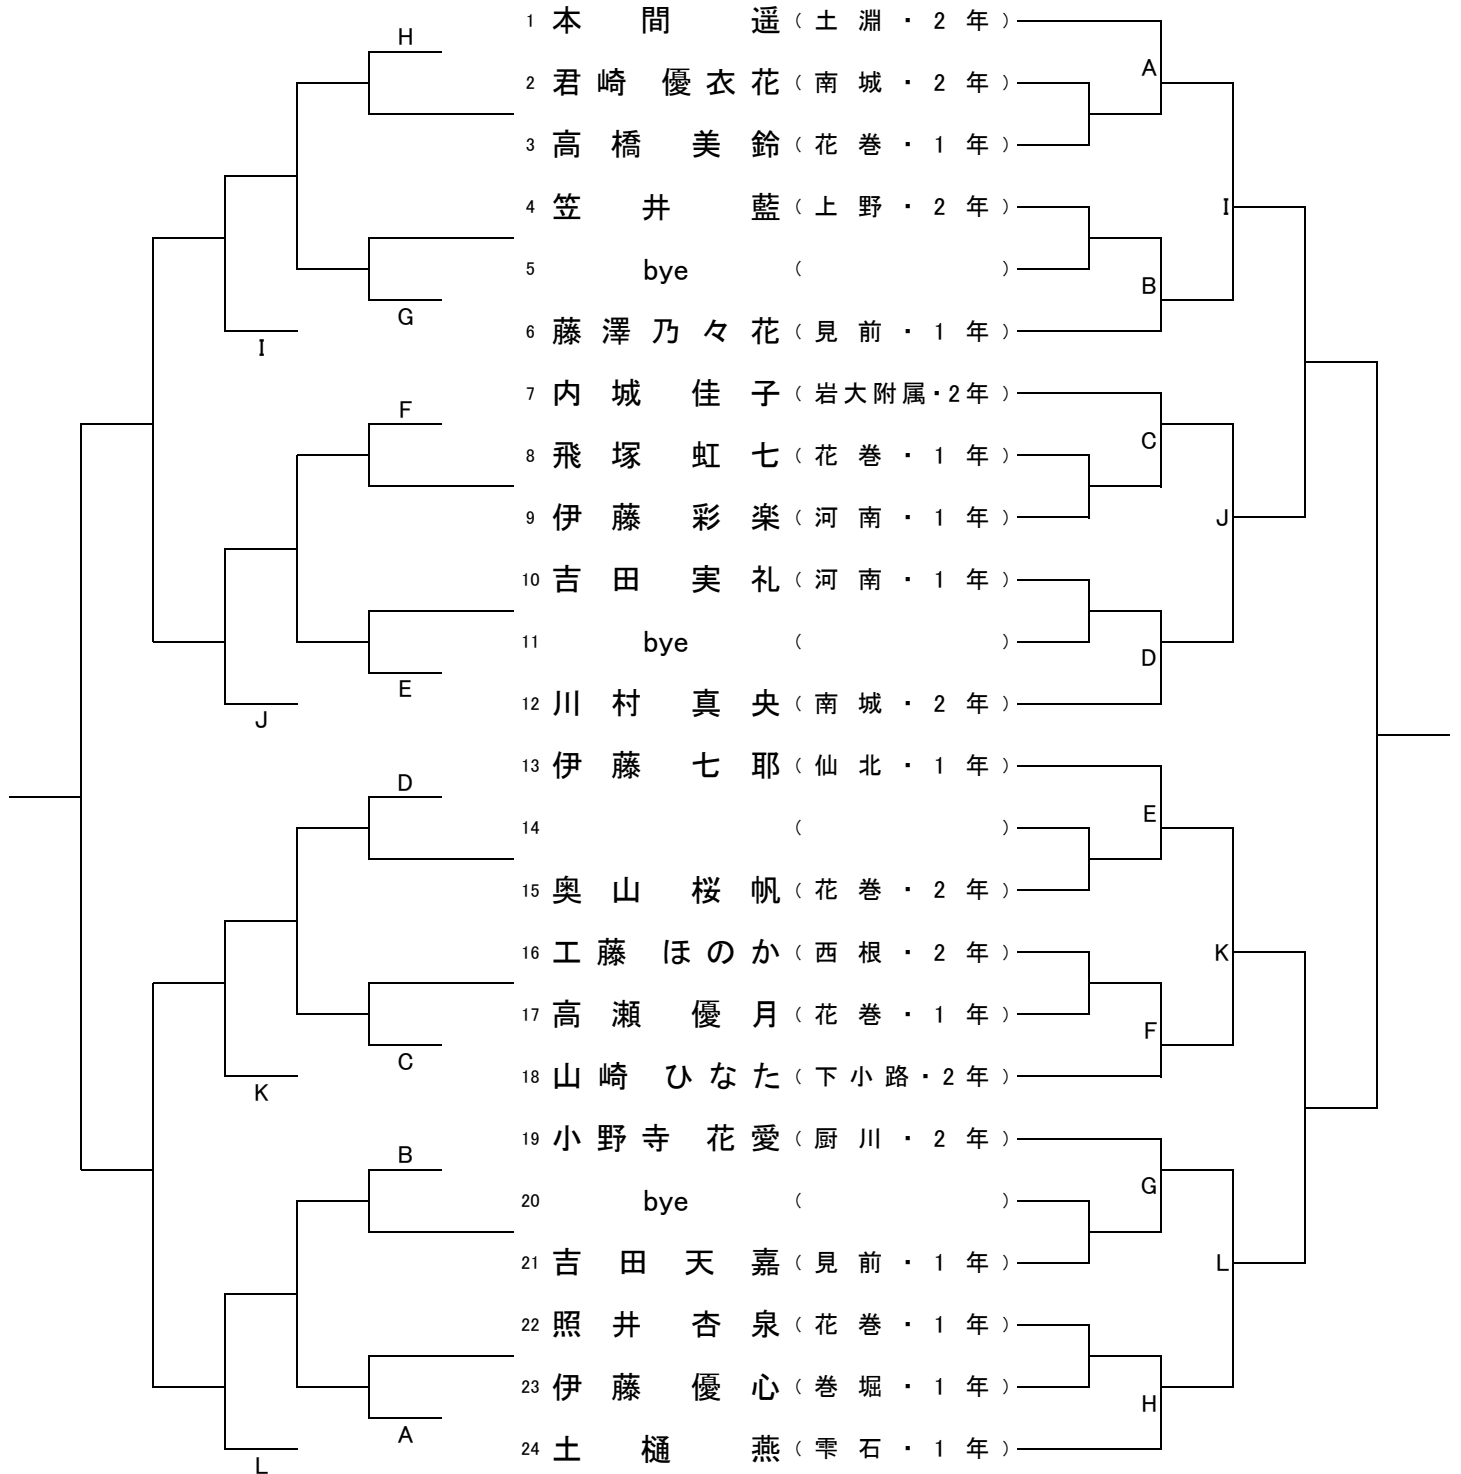 1 本間 遥 (土淵・2年)
H
A
2 君崎 優衣花 (南城・2年)
3 高橋 美鈴 (花巻・1年)
4 笠井 藍 (上野・2年) I
5 bye ( )
B
G
6 藤澤乃々花 (見前・1年)
I
7 内城 佳子 (岩大附属・2年)
F
C
8 飛塚 虹七 (花巻・1年)
9 伊藤 彩楽 (河南・1年) J
10 吉田 実礼 (河南・1年)
11 bye ( )
D
E
12 川村 真央 (南城・2年)
J
13 伊藤 七耶 (仙北・1年)
D
E
14 ( )
15 奥山 桜帆 (花巻・2年)
16 工藤 ほのか (西根・2年) K
17 高瀬 優月 (花巻・1年)
F
C
18 山崎 ひなた (下小路・2年)
K
19 小野寺 花愛 (厨川・2年)
B
G
20 bye ( )
21 吉田天嘉 (見前・1年) L
22 照井 杏泉 (花巻・1年)
23 伊藤 優心 (巻堀・1年)
H
A
24 土樋 燕 (雫石・1年)
L